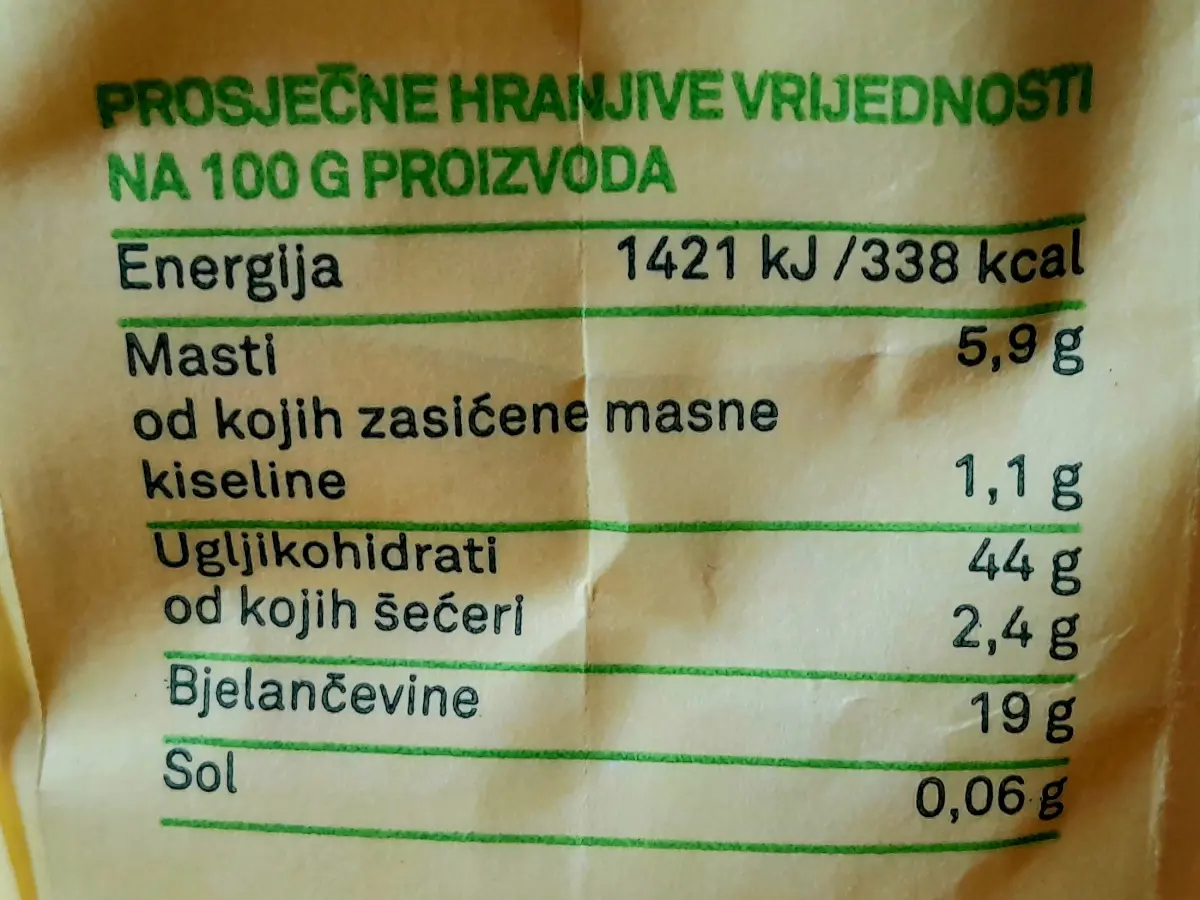 PROSJEČNE HRANJIVE VRIJEDNOSTI
NA 100 G PROIZVODA
Energija 1421 kJ /338 kcal
Masti 5,9 g
od kojih zasićene masne
kiseline 1,1 g
Ugljikohidrati 44 g
od kojih šećeri 2,4 g
Bjelančevine 19 g
Sol 0,06 g